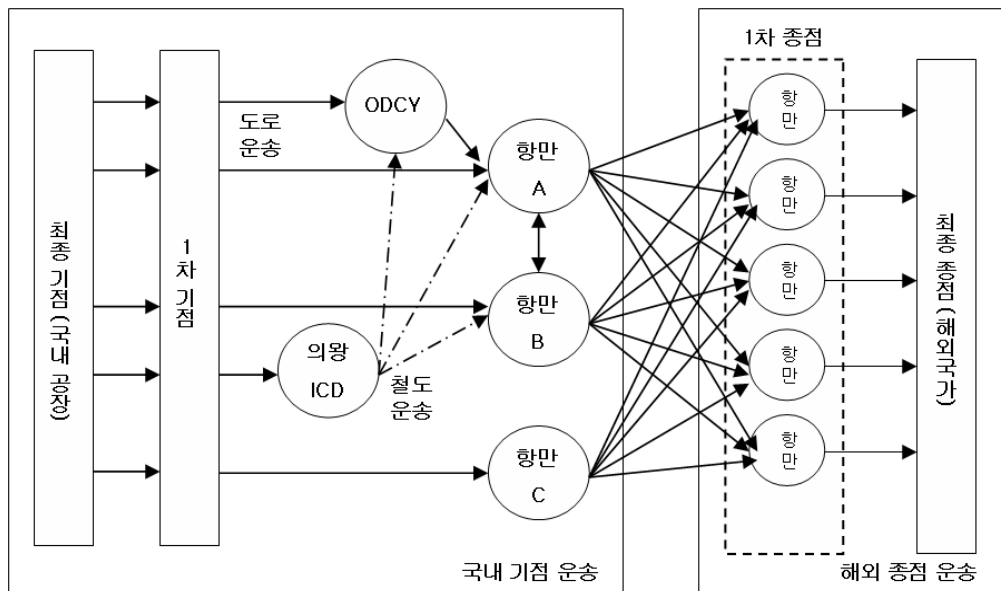 최종 기점(국내 공장)
1차 기점
도로
운송
ODCY
항만
A
항만
B
의왕
ICD
철도
운송
항만
C
국내 기점 운송
1차 종점
항
만
항
만
항
만
항
만
항
만
최종 종점(해외국가)
해외 종점 운송